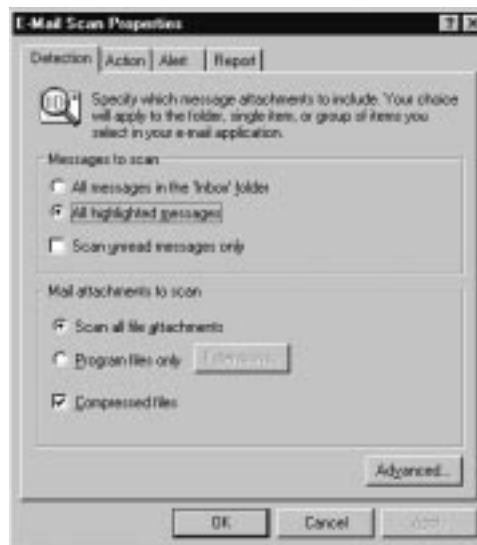 E-Mail Scan Properties
Detection Action Alert Report
Specify which message attachments to include. Your choice
will apply to the folder, single item, or group of items you
select in your e-mail application.
Messages to scan
All messages in the 'Inbox' folder
All highlighted messages
Scan unread messages only
Mail attachments to scan
Scan all file attachments
Program files only Extensions...
Compressed files
Advanced...
OK Cancel Apply